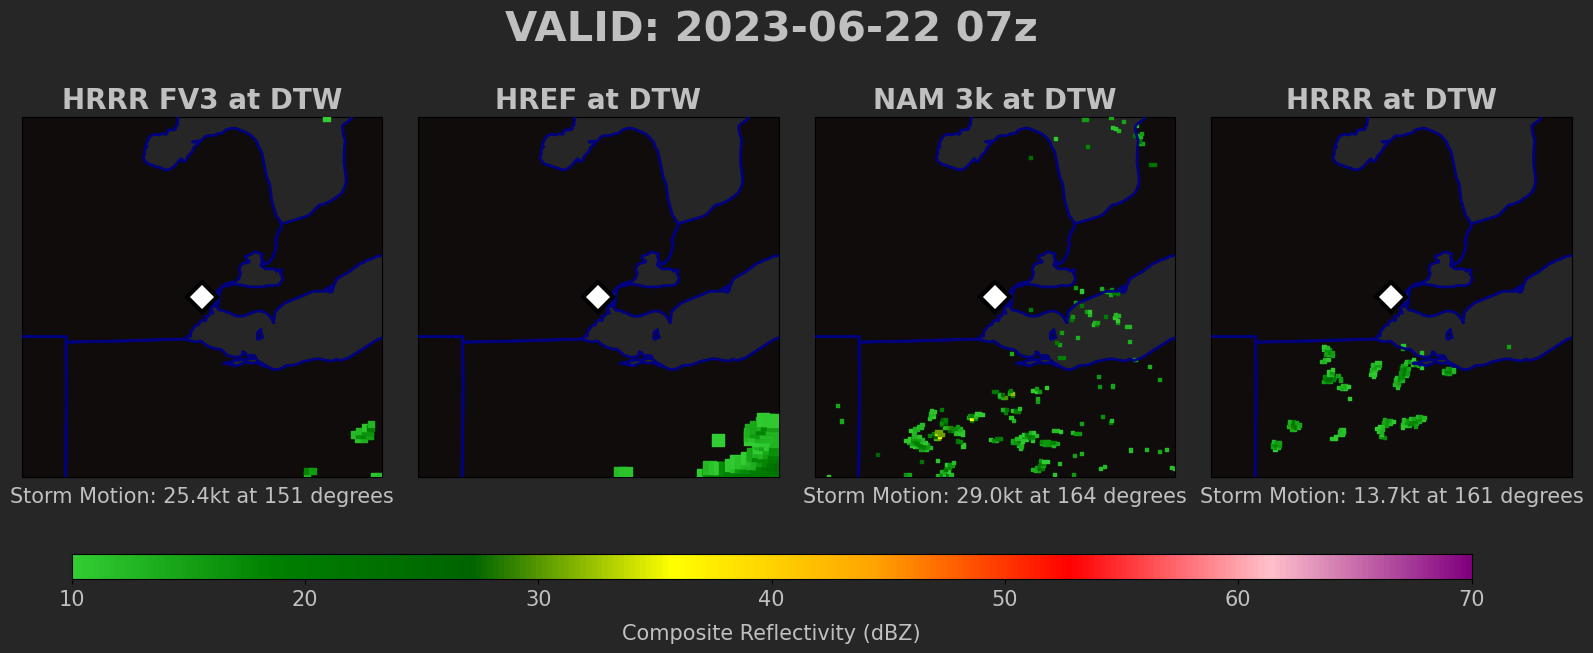 VALID: 2023-06-22 07z
HRRR FV3 at DTW
HREF at DTW
NAM 3k at DTW
HRRR at DTW
Storm Motion: 25.4kt at 151 degrees
Storm Motion: 29.0kt at 164 degrees
Storm Motion: 13.7kt at 161 degrees
10 20 30 40 50 60 70
Composite Reflectivity (dBZ)